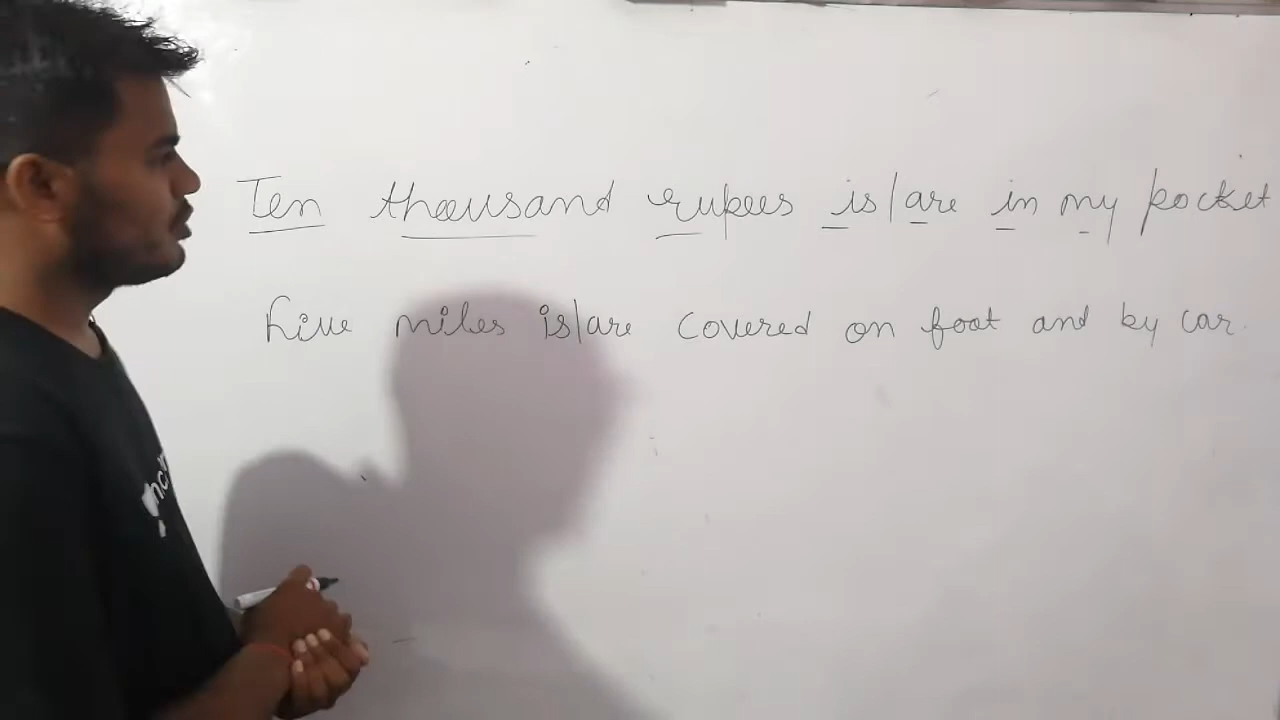 Ten thousand rupees is/are in my pocket
Five miles is/are covered on foot and by car.